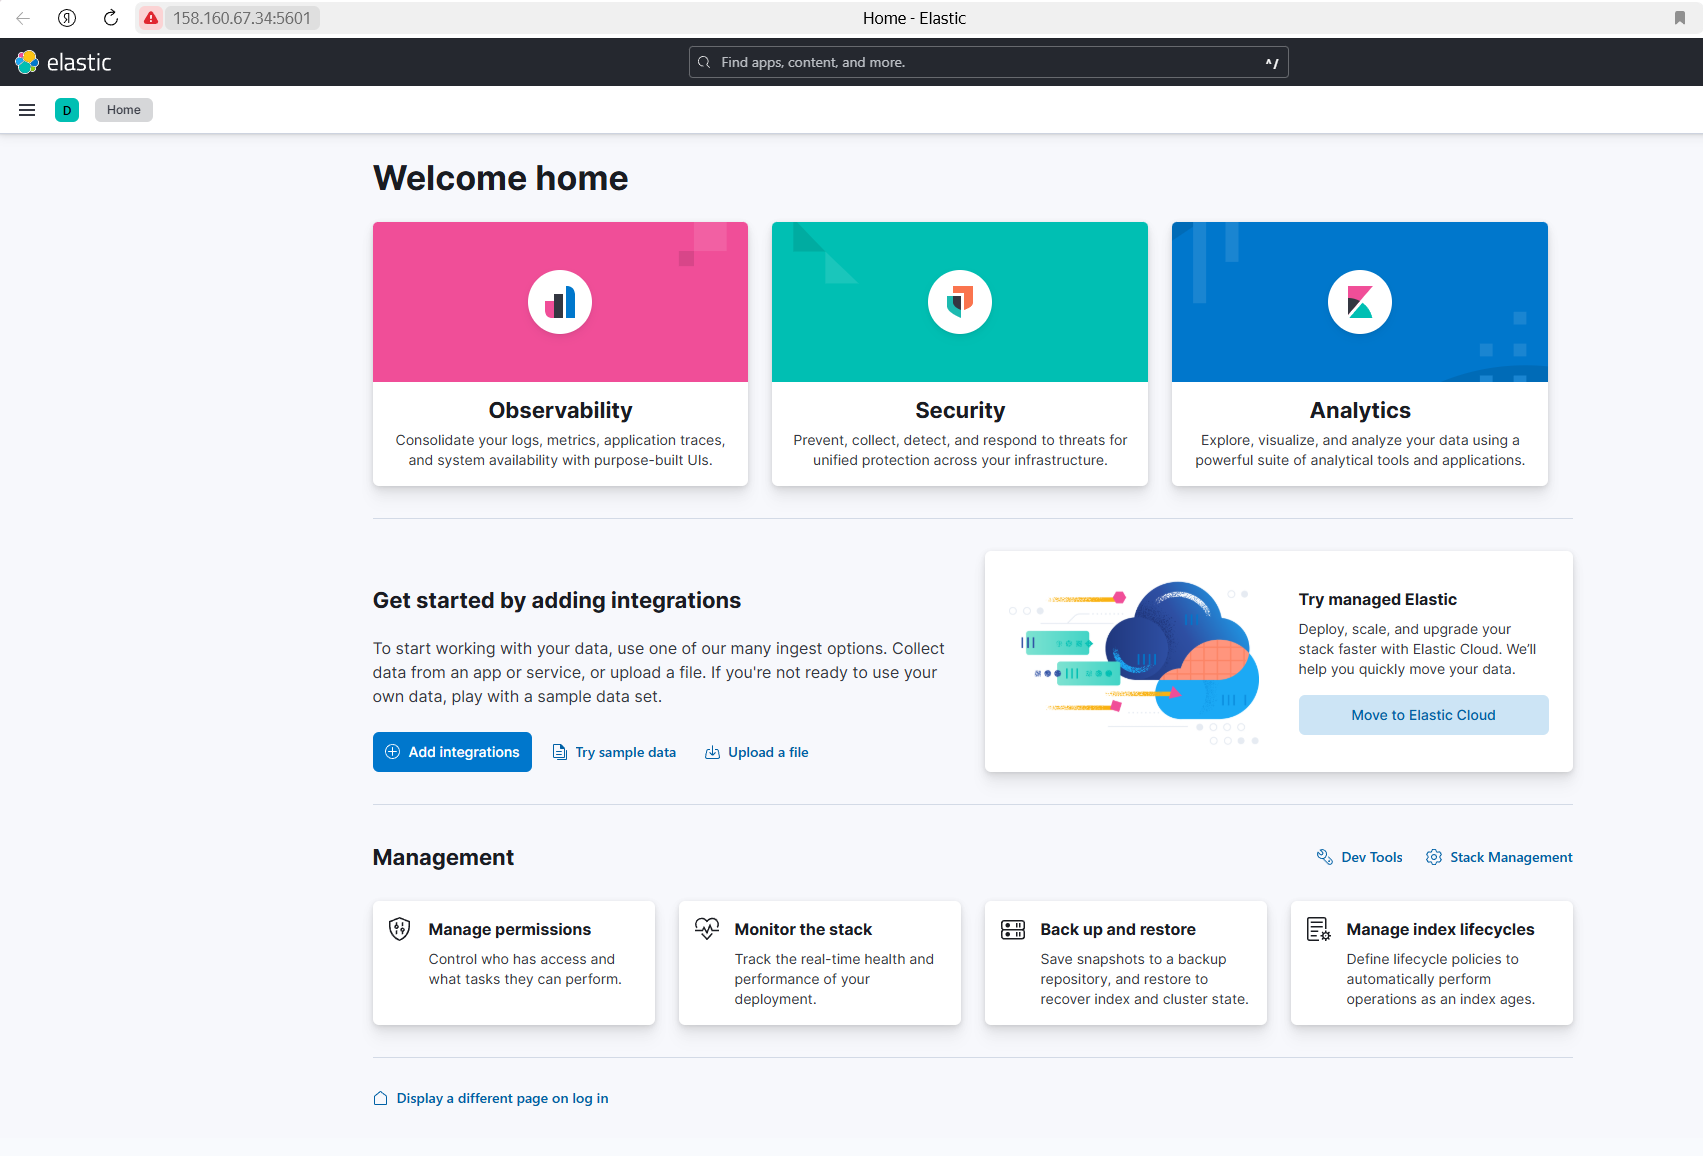 158.160.67.34:5601
Home - Elastic
elastic
Find apps, content, and more.
^/
D
Home
Welcome home
Observability
Consolidate your logs, metrics, application traces,
and system availability with purpose-built UIs.
Security
Prevent, collect, detect, and respond to threats for
unified protection across your infrastructure.
Analytics
Explore, visualize, and analyze your data using a
powerful suite of analytical tools and applications.
Get started by adding integrations
To start working with your data, use one of our many ingest options. Collect
data from an app or service, or upload a file. If you're not ready to use your
own data, play with a sample data set.
Add integrations
Try sample data
Upload a file
Try managed Elastic
Deploy, scale, and upgrade your
stack faster with Elastic Cloud. We'll
help you quickly move your data.
Move to Elastic Cloud
Management
Dev Tools
Stack Management
Manage permissions
Control who has access and
what tasks they can perform.
Monitor the stack
Track the real-time health and
performance of your
deployment.
Back up and restore
Save snapshots to a backup
repository, and restore to
recover index and cluster state.
Manage index lifecycles
Define lifecycle policies to
automatically perform
operations as an index ages.
Display a different page on log in